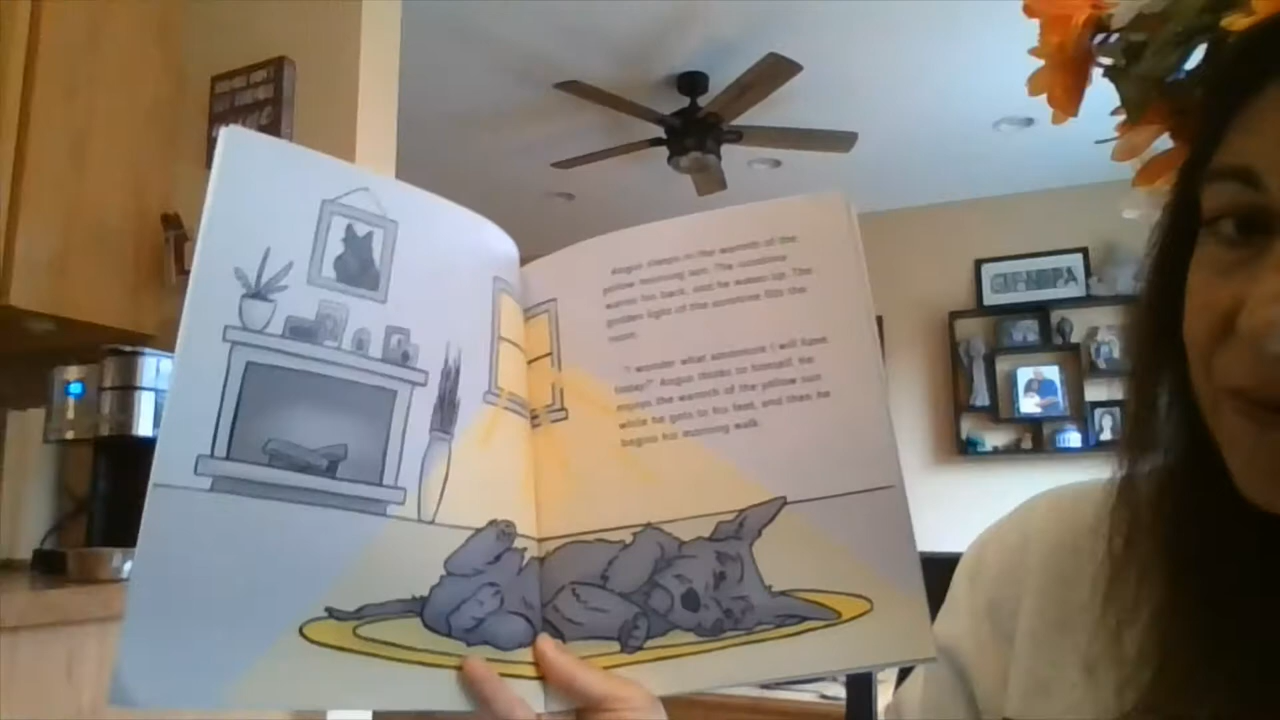 Angus sleeps in the warmth of the
yellow morning sun. The sunshine
warms his back, and he wakes up. The
golden light of the sunshine fills the
room.
"I wonder what adventure I will have
today?" Angus thinks to himself. He
enjoys the warmth of the yellow sun
while he gets to his feet, and then he
begins his morning walk.
GRANDPA